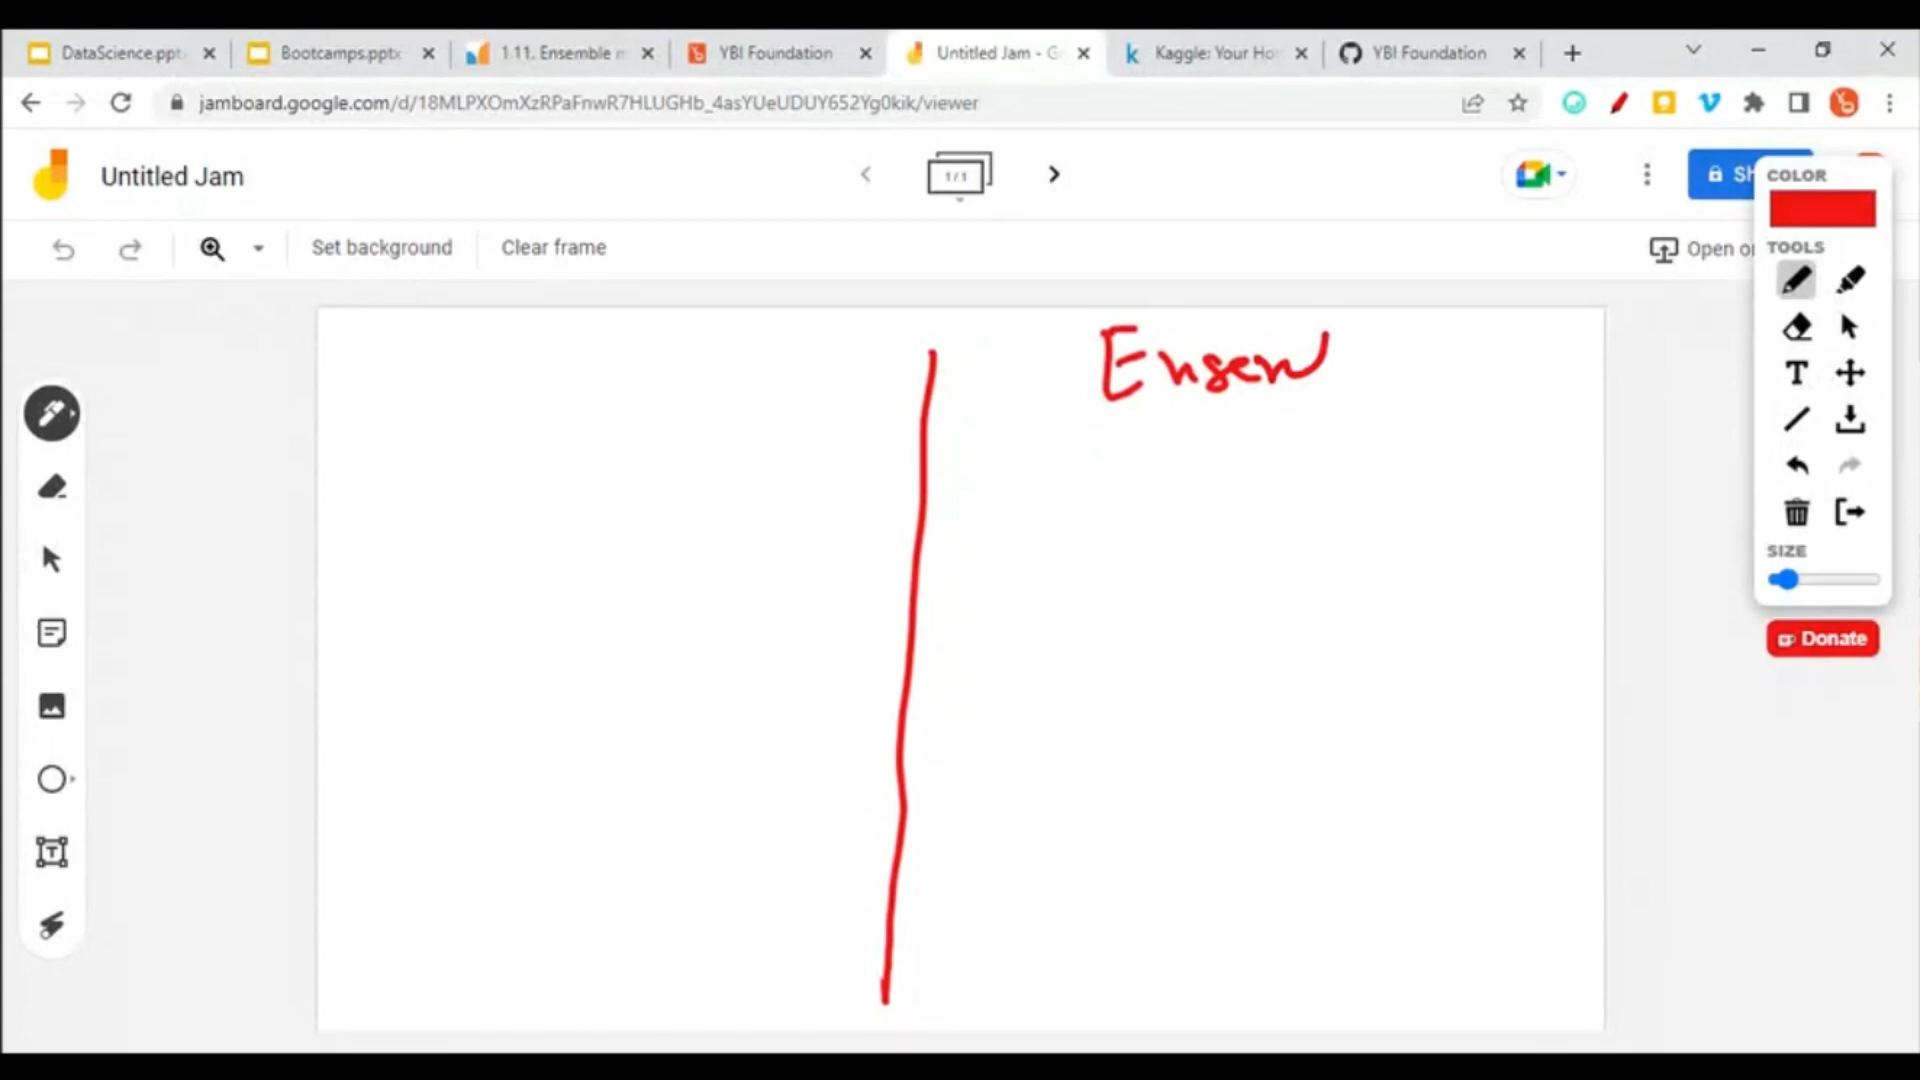 DataScience.ppt
Bootcamps.pptx
1.11. Ensemble m
YBI Foundation
Untitled Jam - G
Kaggle: Your Ho
YBI Foundation
jamboard.google.com/d/18MLPXOmXzRPaFnwR7HLUGHb_4asYUeUDUY652Yg0kik/viewer
Untitled Jam
1/1
Sh
COLOR
Set background
Clear frame
Open o
TOOLS
Ensem
SIZE
Donate